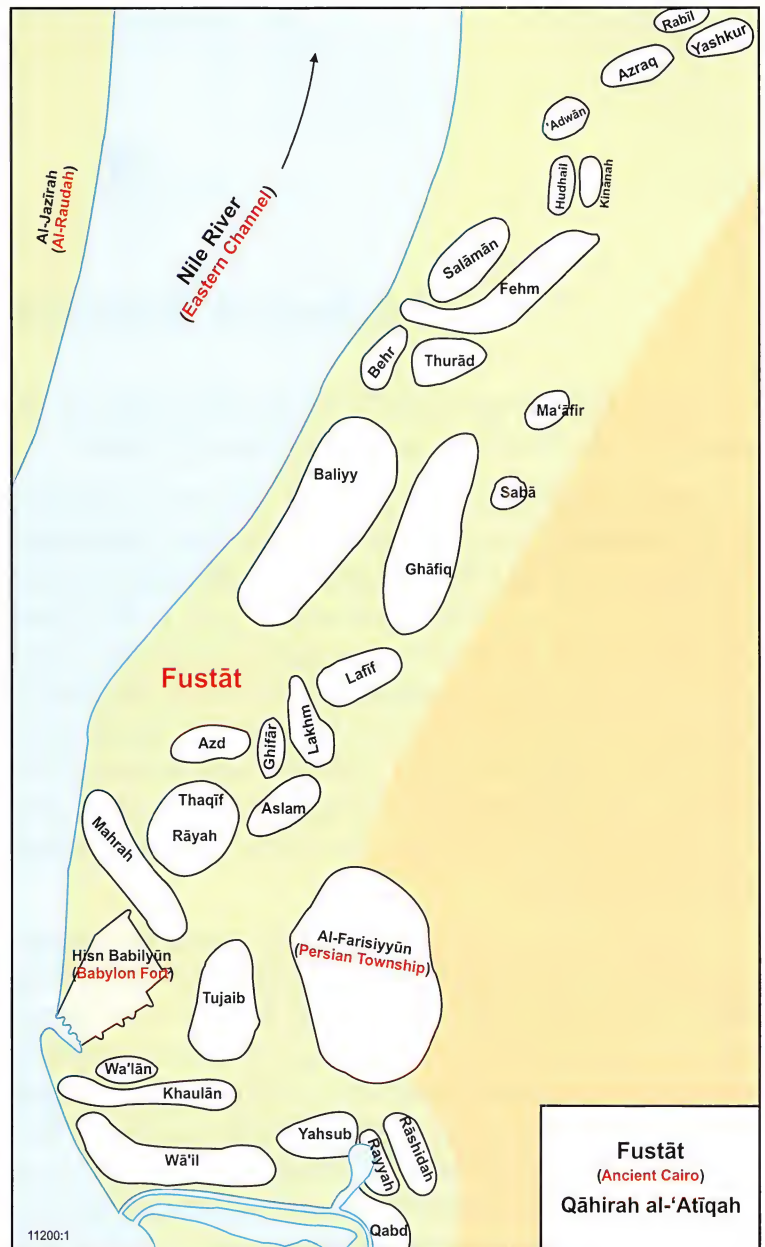 Rabīl
Yashkur
Azraq
'Adwān
Hudhail
Kinānah
Al-Jazīrah
(Al-Raudah)
Nile River
(Eastern Channel)
Salāmān
Fehm
Behr
Thurād
Ma'āfir
Baliyy
Sabā
Ghāfiq
Lafīf
Fustāt
Lakhm
Ghifār
Azd
Thaqīf
Rāyah
Aslam
Mahrah
Al-Farisiyyūn
(Persian Township)
Hisn Babilyūn
(Babylon Fort)
Tujaib
Wa'lān
Khaulān
Yahsub
Rayyah
Rāshidah
Wā'il
Qabd
Fustāt
(Ancient Cairo)
Qāhirah al-'Atīqah
11200:1